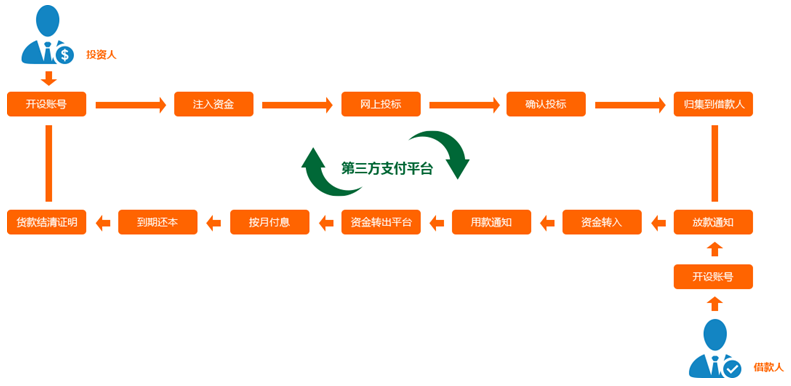 投资人
开设账号
注入资金
网上投标
确认投标
归集到借款人
第三方支付平台
贷款结清证明
到期还本
按月付息
资金转出平台
用款通知
资金转入
放款通知
开设账号
借款人